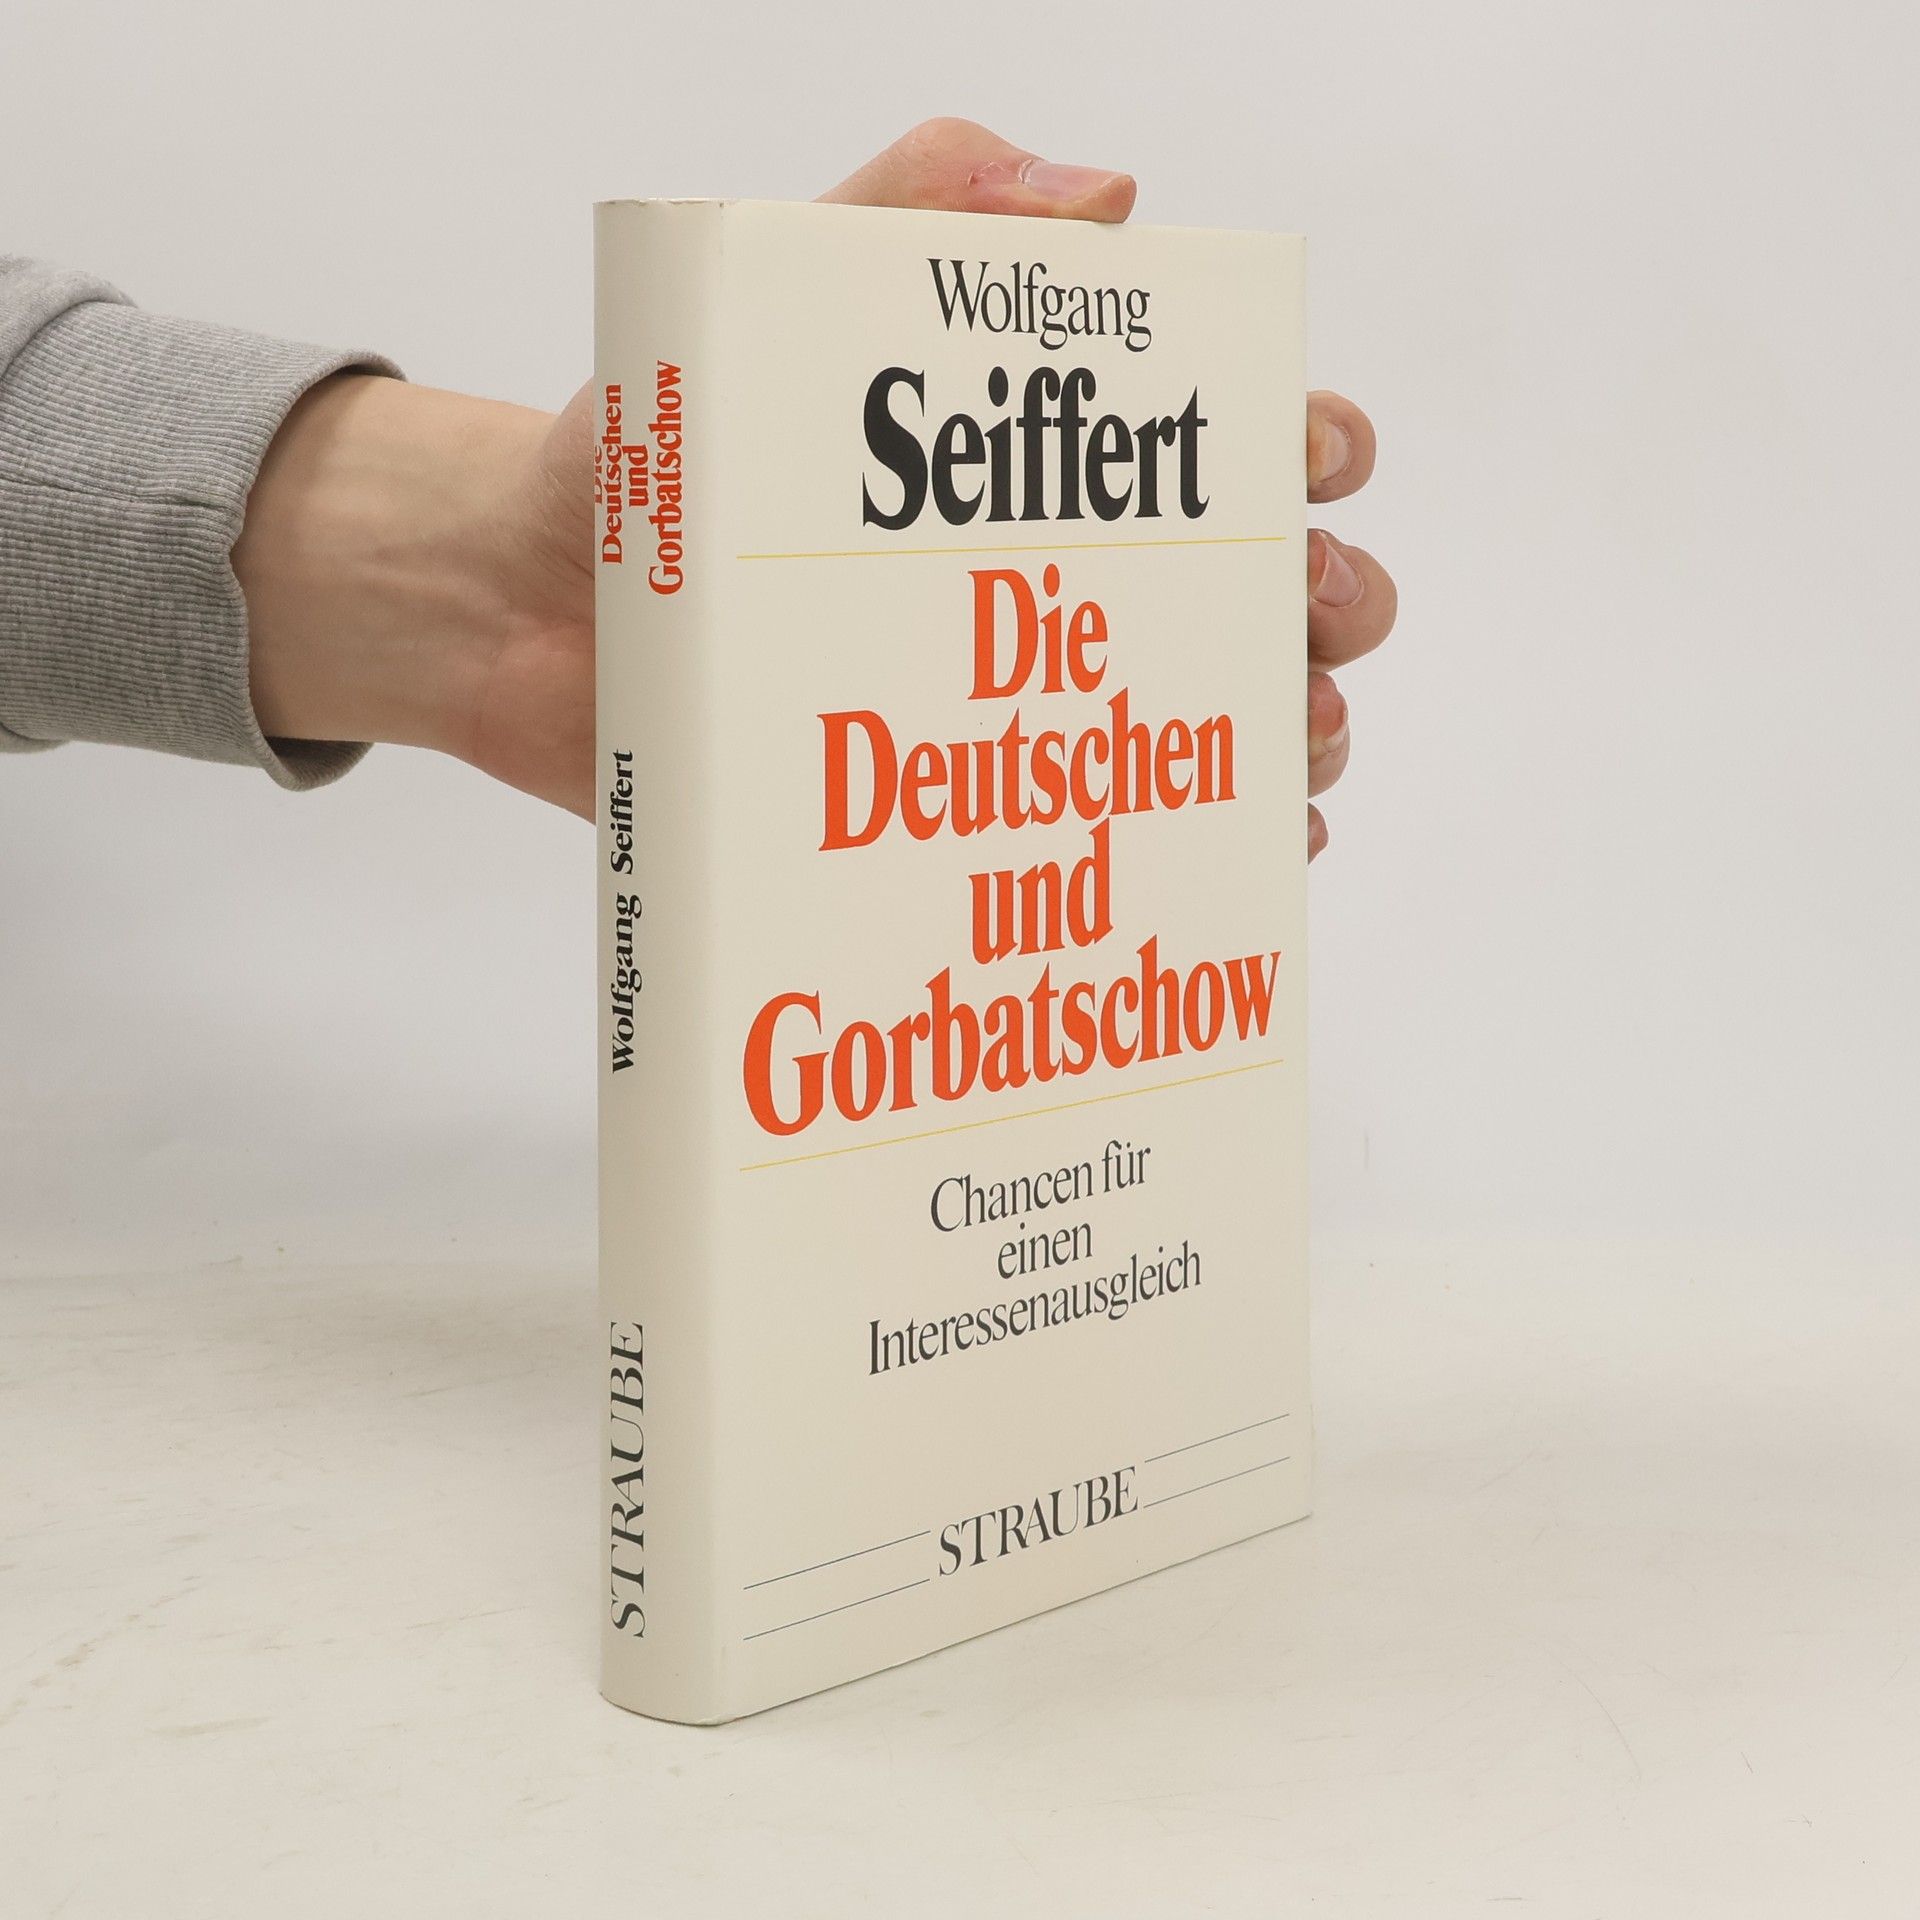 Wolfgang
Seiffert
Die
Deutschen
und
Gorbatschow
Chancen für
einen
Interessenausgleich
STRAUBE
Die
Deutschen
und
Gorbatschow
Wolfgang Seiffert
STRAUBE